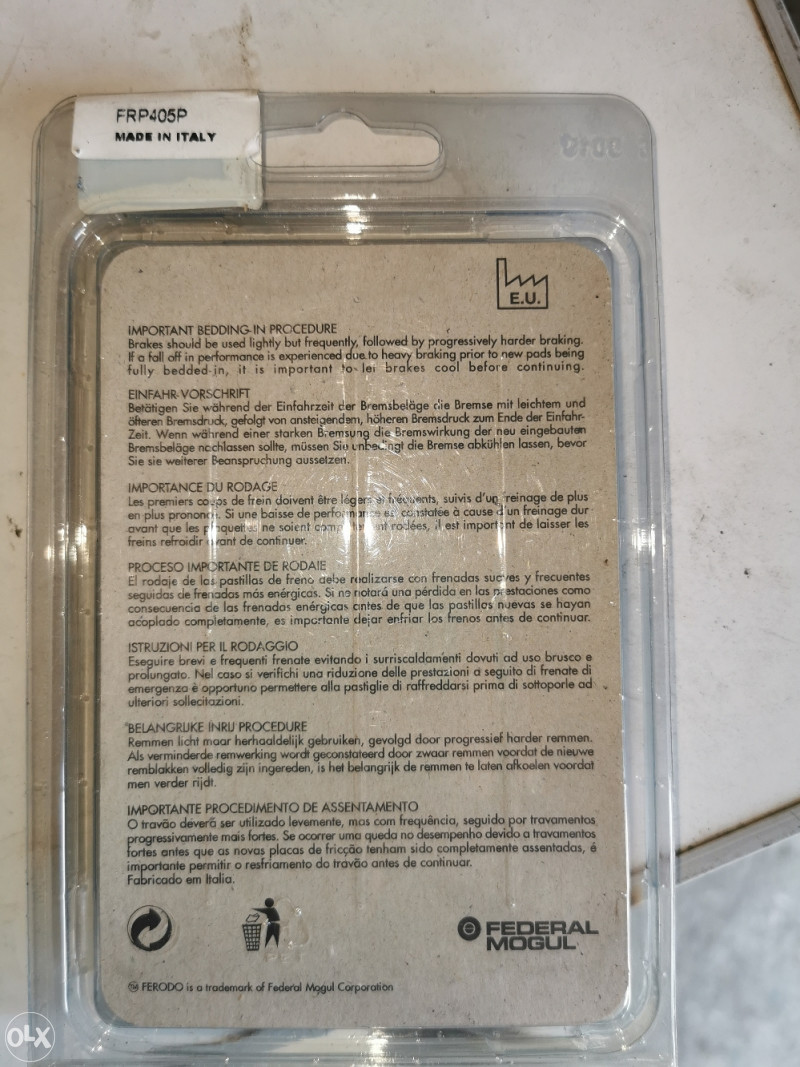 FRP405P
MADE IN ITALY
E.U.
IMPORTANT BEDDING-IN PROCEDURE
Brakes should be used lightly but frequently, followed by progressively harder braking.
If a fall off in performance is experienced due to heavy braking prior to new pads being
fully bedded-in, it is important to let brakes cool before continuing.
EINFAHR-VORSCHRIFT
Betätigen Sie während der Einfahrzeit der Bremsbeläge die Bremse mit leichtem und
öfteren Bremsdruck, gefolgt von ansteigendem, höheren Bremsdruck zum Ende der Einfahr-
Zeit. Wenn während einer starken Bremsung die Bremswirkung der neu eingebauten
Bremsbeläge nachlassen sollte, müssen Sie unbedingt die Bremse abkühlen lassen, bevor
Sie sie weiterer Beanspruchung aussetzen.
IMPORTANCE DU RODAGE
Les premiers coups de frein doivent être légers et fréquents, suivis d'un freinage de plus
en plus prononcé. Si une baisse de performance est constatée à cause d'un freinage dur
avant que les plaquettes ne soient complètement rodées, il est important de laisser les
freins refroidir avant de continuer.
PROCESO IMPORTANTE DE RODAJE
El rodaje de las pastillas de freno debe realizarse con frenadas suaves y frecuentes
seguidas de frenadas más enérgicas. Si se notará una pérdida en las prestaciones como
consecuencia de las frenadas enérgicas antes de que las pastillas nuevas se hayan
acoplado completamente, es importante dejar enfriar los frenos antes de continuar.
ISTRUZIONI PER IL RODAGGIO
Eseguire brevi e frequenti frenate evitando i surriscaldamenti dovuti ad uso brusco e
prolungato. Nel caso si verifichi una riduzione delle prestazioni a seguito di frenate di
emergenza è opportuno permettere alla pastiglie di raffreddarsi prima di sottoporle ad
ulteriori sollecitazioni.
BELANGRIJKE INRIJ PROCEDURE
Remmen licht maar herhaaldelijk gebruiken, gevolgd door progressief harder remmen.
Als verminderde remwerking wordt geconstateerd door zwaar remmen voordat de nieuwe
remblakken volledig zijn ingereden, is het belangrijk de remmen te laten afkoelen voordat
men verder rijdt.
IMPORTANTE PROCEDIMENTO DE ASSENTAMENTO
O travão deverá ser utilizado levemente, mas com frequência, seguido por travamentos
progressivamente mais fortes. Se ocorrer uma queda no desempenho devido a travamentos
fortes antes que as novas placas de fricção tenham sido completamente assentadas, é
importante permitir o resfriamento do travão antes de continuar.
Fabricado em Italia.
FEDERAL
MOGUL
FERODO is a trademark of Federal Mogul Corporation
OLX